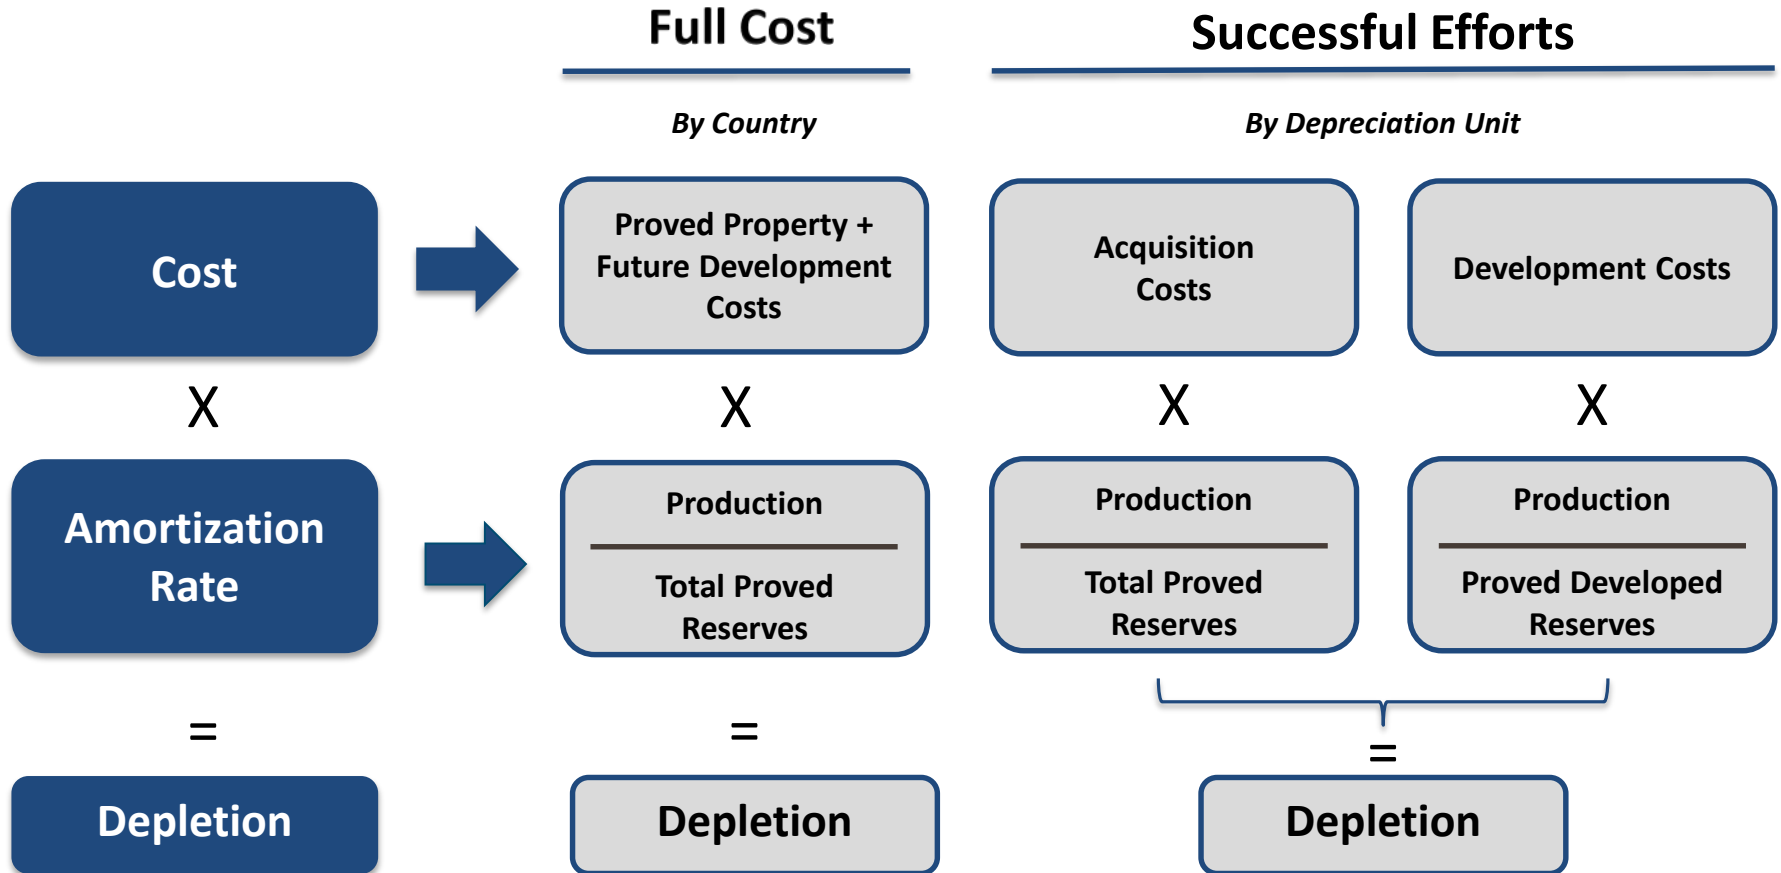 Full Cost
Successful Efforts
By Country
By Depreciation Unit
Cost
Proved Property +
Future Development
Costs
Acquisition
Costs
Development Costs
X
X
X
X
Amortization
Rate
Production
Total Proved
Reserves
Production
Total Proved
Reserves
Production
Proved Developed
Reserves
=
=
=
Depletion
Depletion
Depletion